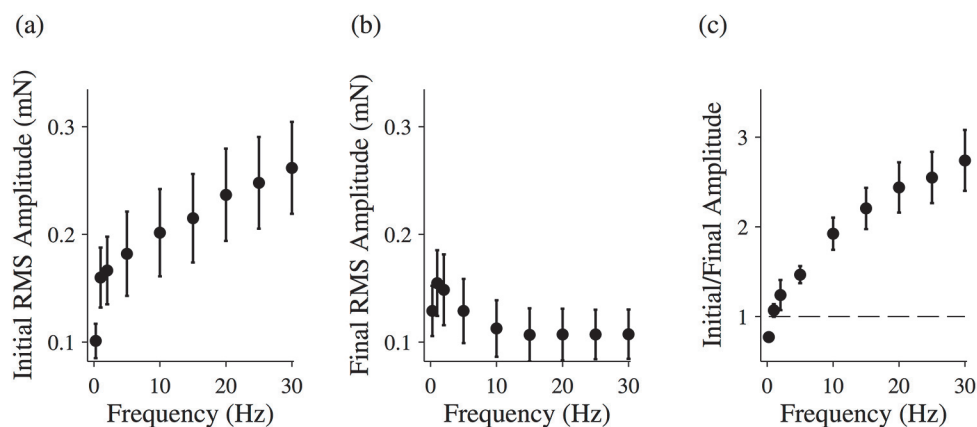 (a)
Initial RMS Amplitude (mN)
0.3
0.2
0.1
0 10 20 30
Frequency (Hz)
(b)
Final RMS Amplitude (mN)
0.3
0.2
0.1
0 10 20 30
Frequency (Hz)
(c)
Initial/Final Amplitude
3
2
1
0 10 20 30
Frequency (Hz)